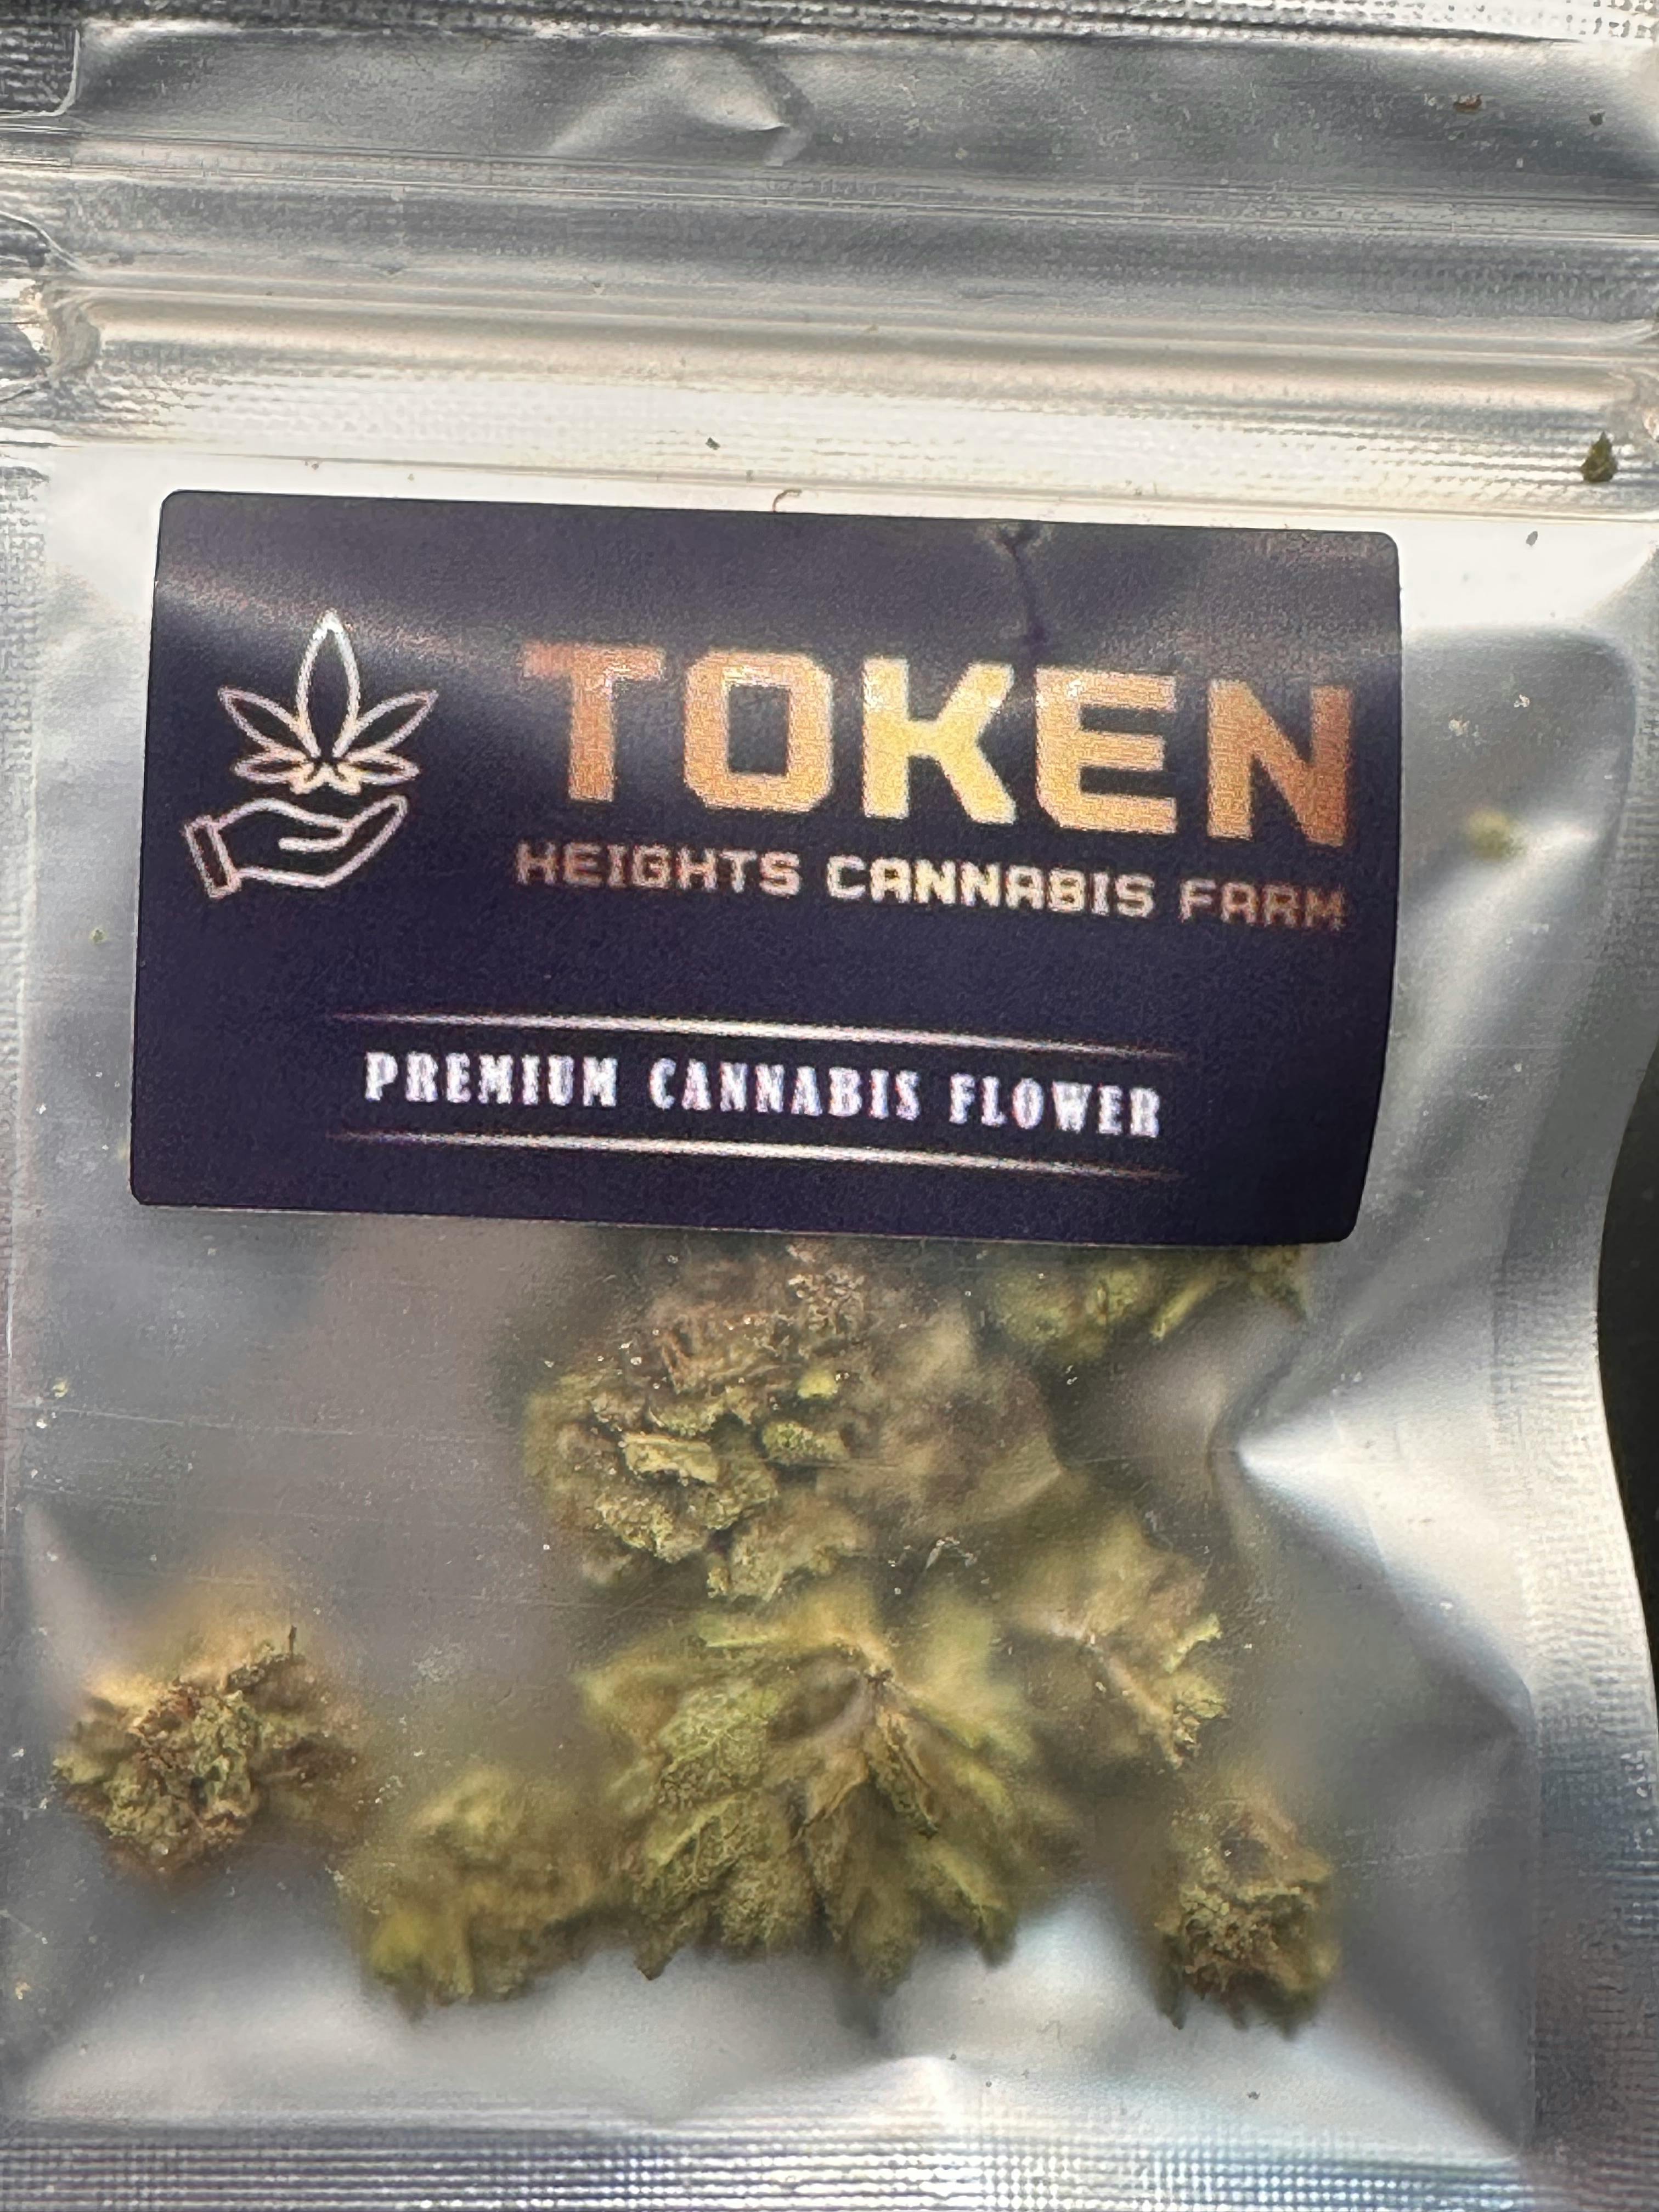 TOKEN
HEIGHTS CANNABIS FARM
PREMIUM CANNABIS FLOWER